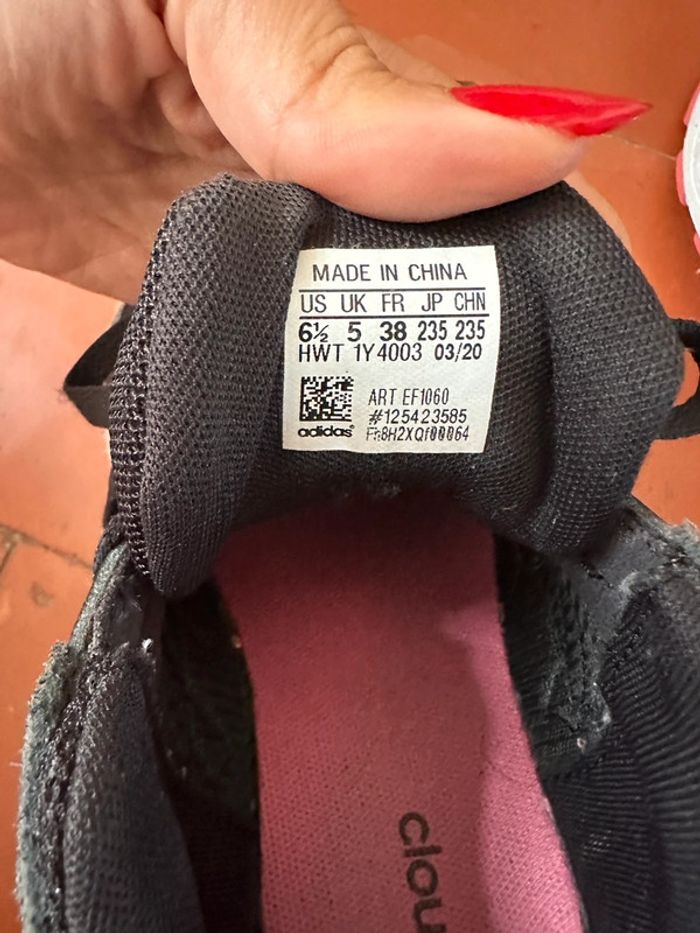 MADE IN CHINA
US UK FR JP CHN
6½ 5 38 235 235
HWT 1Y4003 03/20
ART EF1060
#125423585
adidas
clou